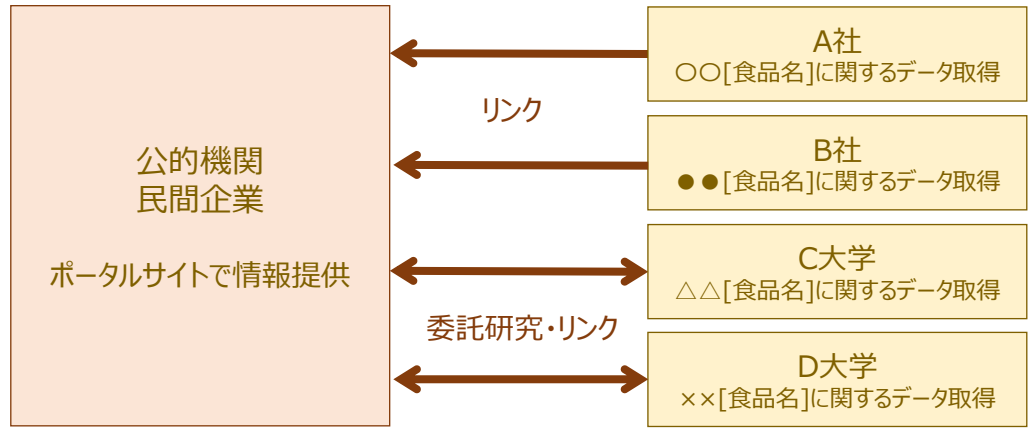 公的機関
民間企業
ポータルサイトで情報提供
リンク
委託研究・リンク
A社
〇〇[食品名]に関するデータ取得
B社
●●[食品名]に関するデータ取得
C大学
△△[食品名]に関するデータ取得
D大学
××[食品名]に関するデータ取得